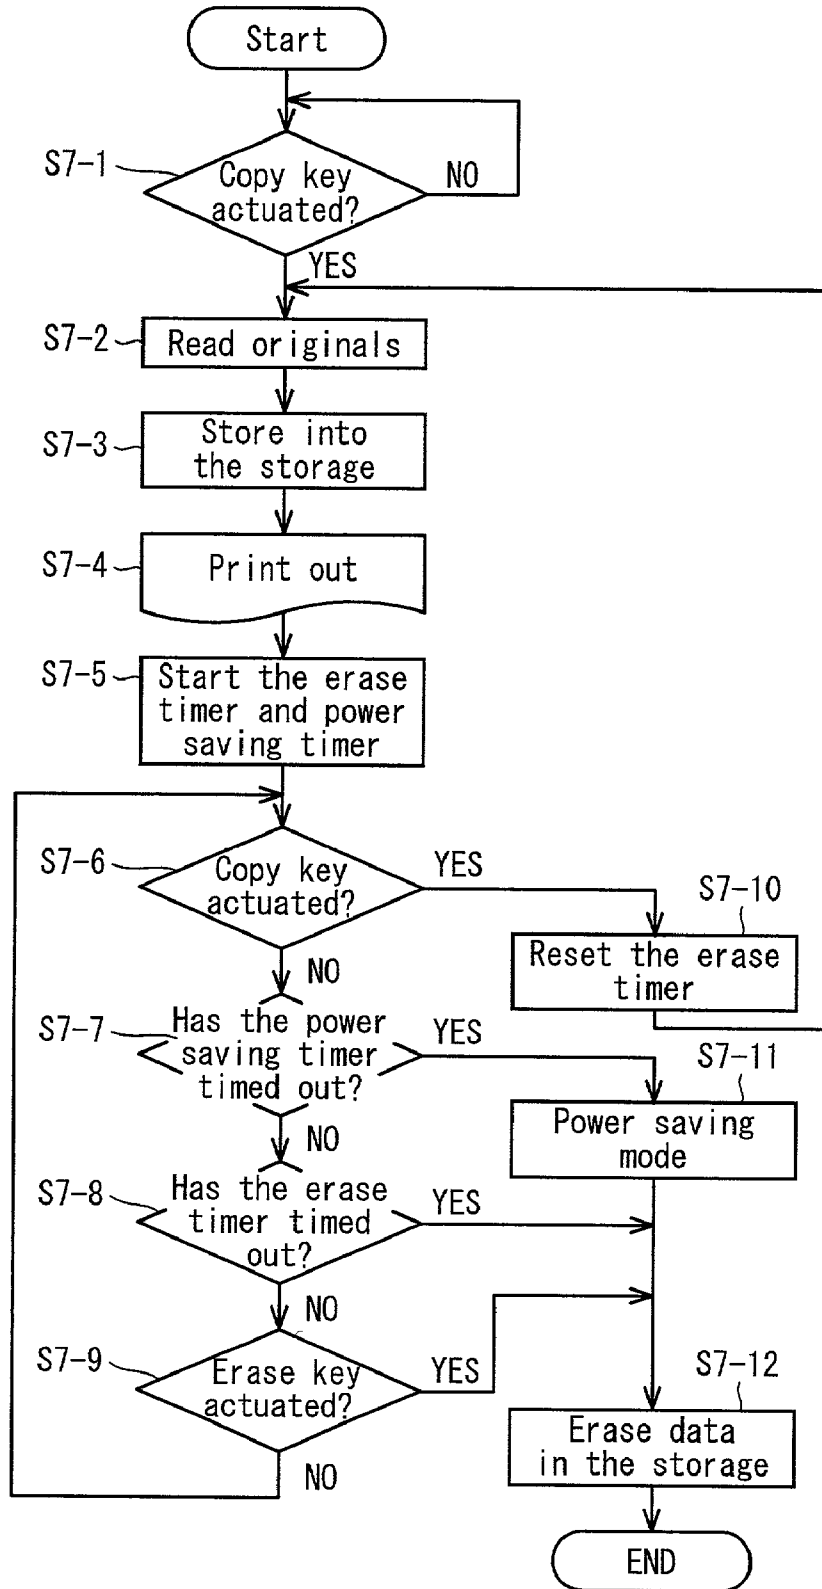 Start
S7-1
Copy key
actuated?
NO
YES
S7-2
Read originals
S7-3
Store into
the storage
S7-4
Print out
S7-5
Start the erase
timer and power
saving timer
S7-6
Copy key
actuated?
YES
NO
S7-10
Reset the erase
timer
S7-7
Has the power
saving timer
timed out?
YES
NO
S7-11
Power saving
mode
S7-8
Has the erase
timer timed
out?
YES
NO
S7-9
Erase key
actuated?
YES
NO
S7-12
Erase data
in the storage
END